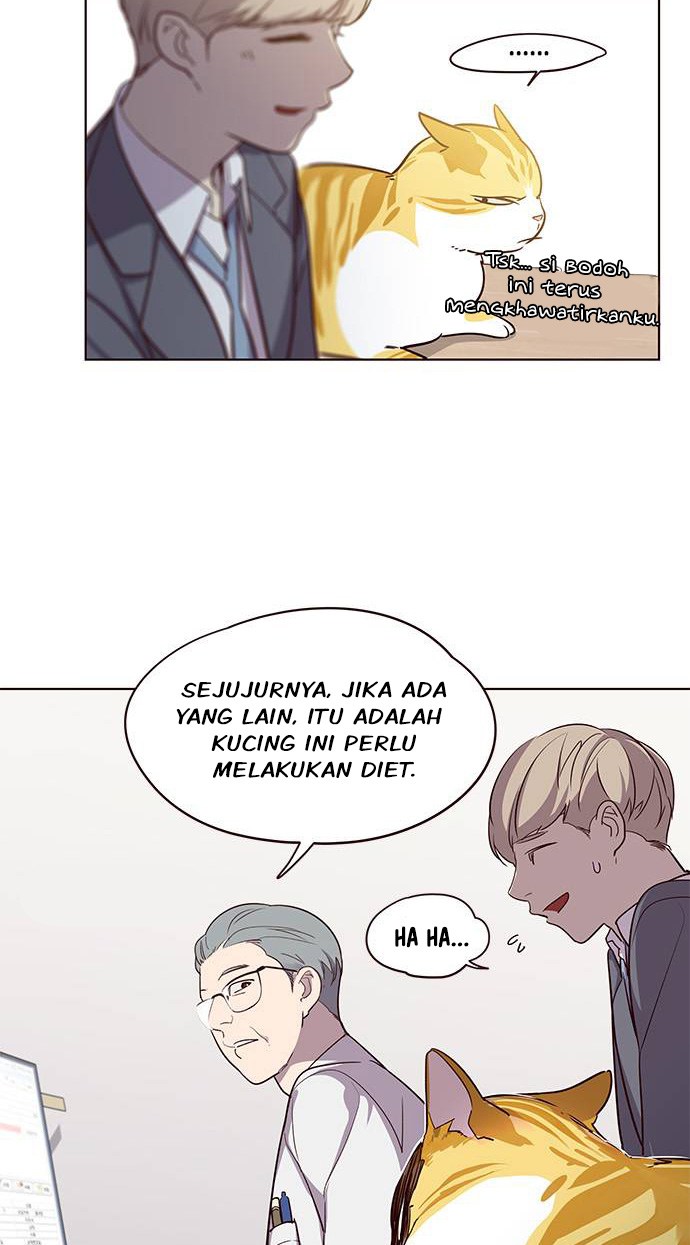 ......
Tsk... si Bodoh
ini terus
mengkhawatirkanku.
SEJUJURNYA, JIKA ADA
YANG LAIN, ITU ADALAH
KUCING INI PERLU
MELAKUKAN DIET.
HA HA...